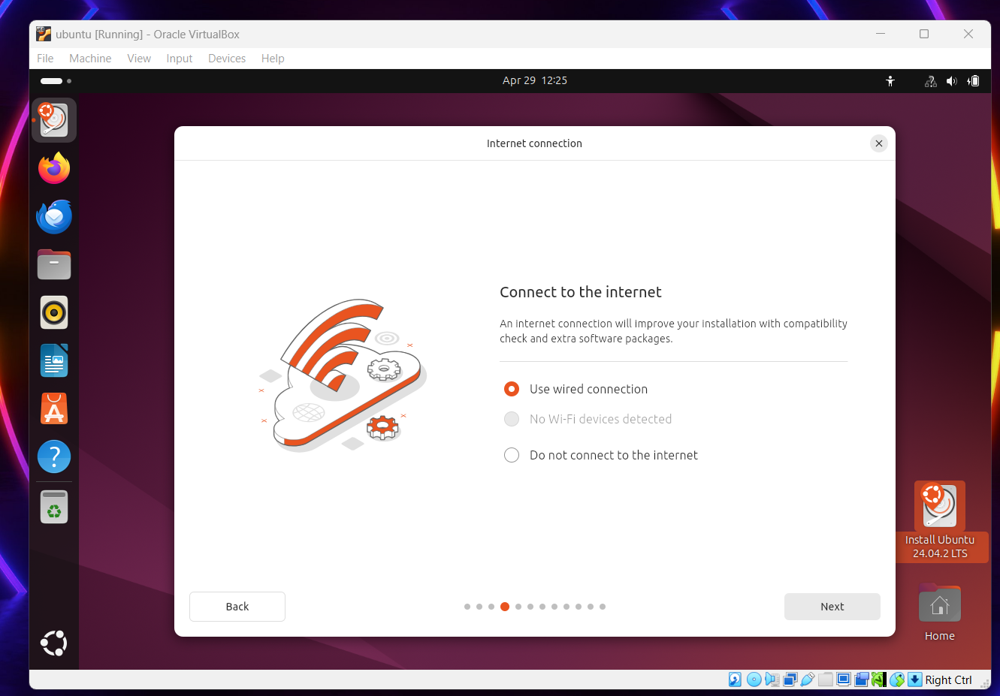 ubuntu [Running] - Oracle VirtualBox
File Machine View Input Devices Help
Apr 29 12:25
Internet connection
Connect to the internet
An internet connection will improve your installation with compatibility
check and extra software packages.
Use wired connection
No Wi-Fi devices detected
Do not connect to the internet
Install Ubuntu
24.04.2 LTS
Back
Next
Home
Right Ctrl